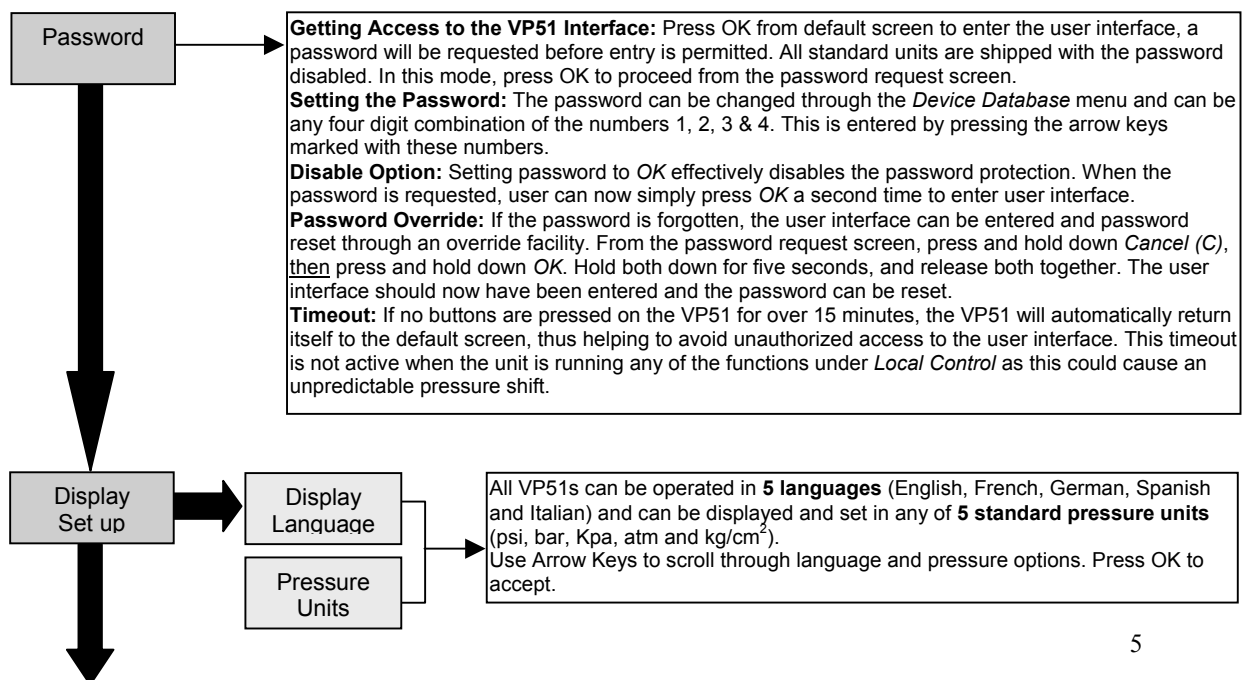 Password
Getting Access to the VP51 Interface: Press OK from default screen to enter the user interface, a
password will be requested before entry is permitted. All standard units are shipped with the password
disabled. In this mode, press OK to proceed from the password request screen.
Setting the Password: The password can be changed through the Device Database menu and can be
any four digit combination of the numbers 1, 2, 3 & 4. This is entered by pressing the arrow keys
marked with these numbers.
Disable Option: Setting password to OK effectively disables the password protection. When the
password is requested, user can now simply press OK a second time to enter user interface.
Password Override: If the password is forgotten, the user interface can be entered and password
reset through an override facility. From the password request screen, press and hold down Cancel (C),
then press and hold down OK. Hold both down for five seconds, and release both together. The user
interface should now have been entered and the password can be reset.
Timeout: If no buttons are pressed on the VP51 for over 15 minutes, the VP51 will automatically return
itself to the default screen, thus helping to avoid unauthorized access to the user interface. This timeout
is not active when the unit is running any of the functions under Local Control as this could cause an
unpredictable pressure shift.
Display
Set up
Display
Language
Pressure
Units
All VP51s can be operated in 5 languages (English, French, German, Spanish
and Italian) and can be displayed and set in any of 5 standard pressure units
(psi, bar, Kpa, atm and kg/cm²).
Use Arrow Keys to scroll through language and pressure options. Press OK to
accept.
5